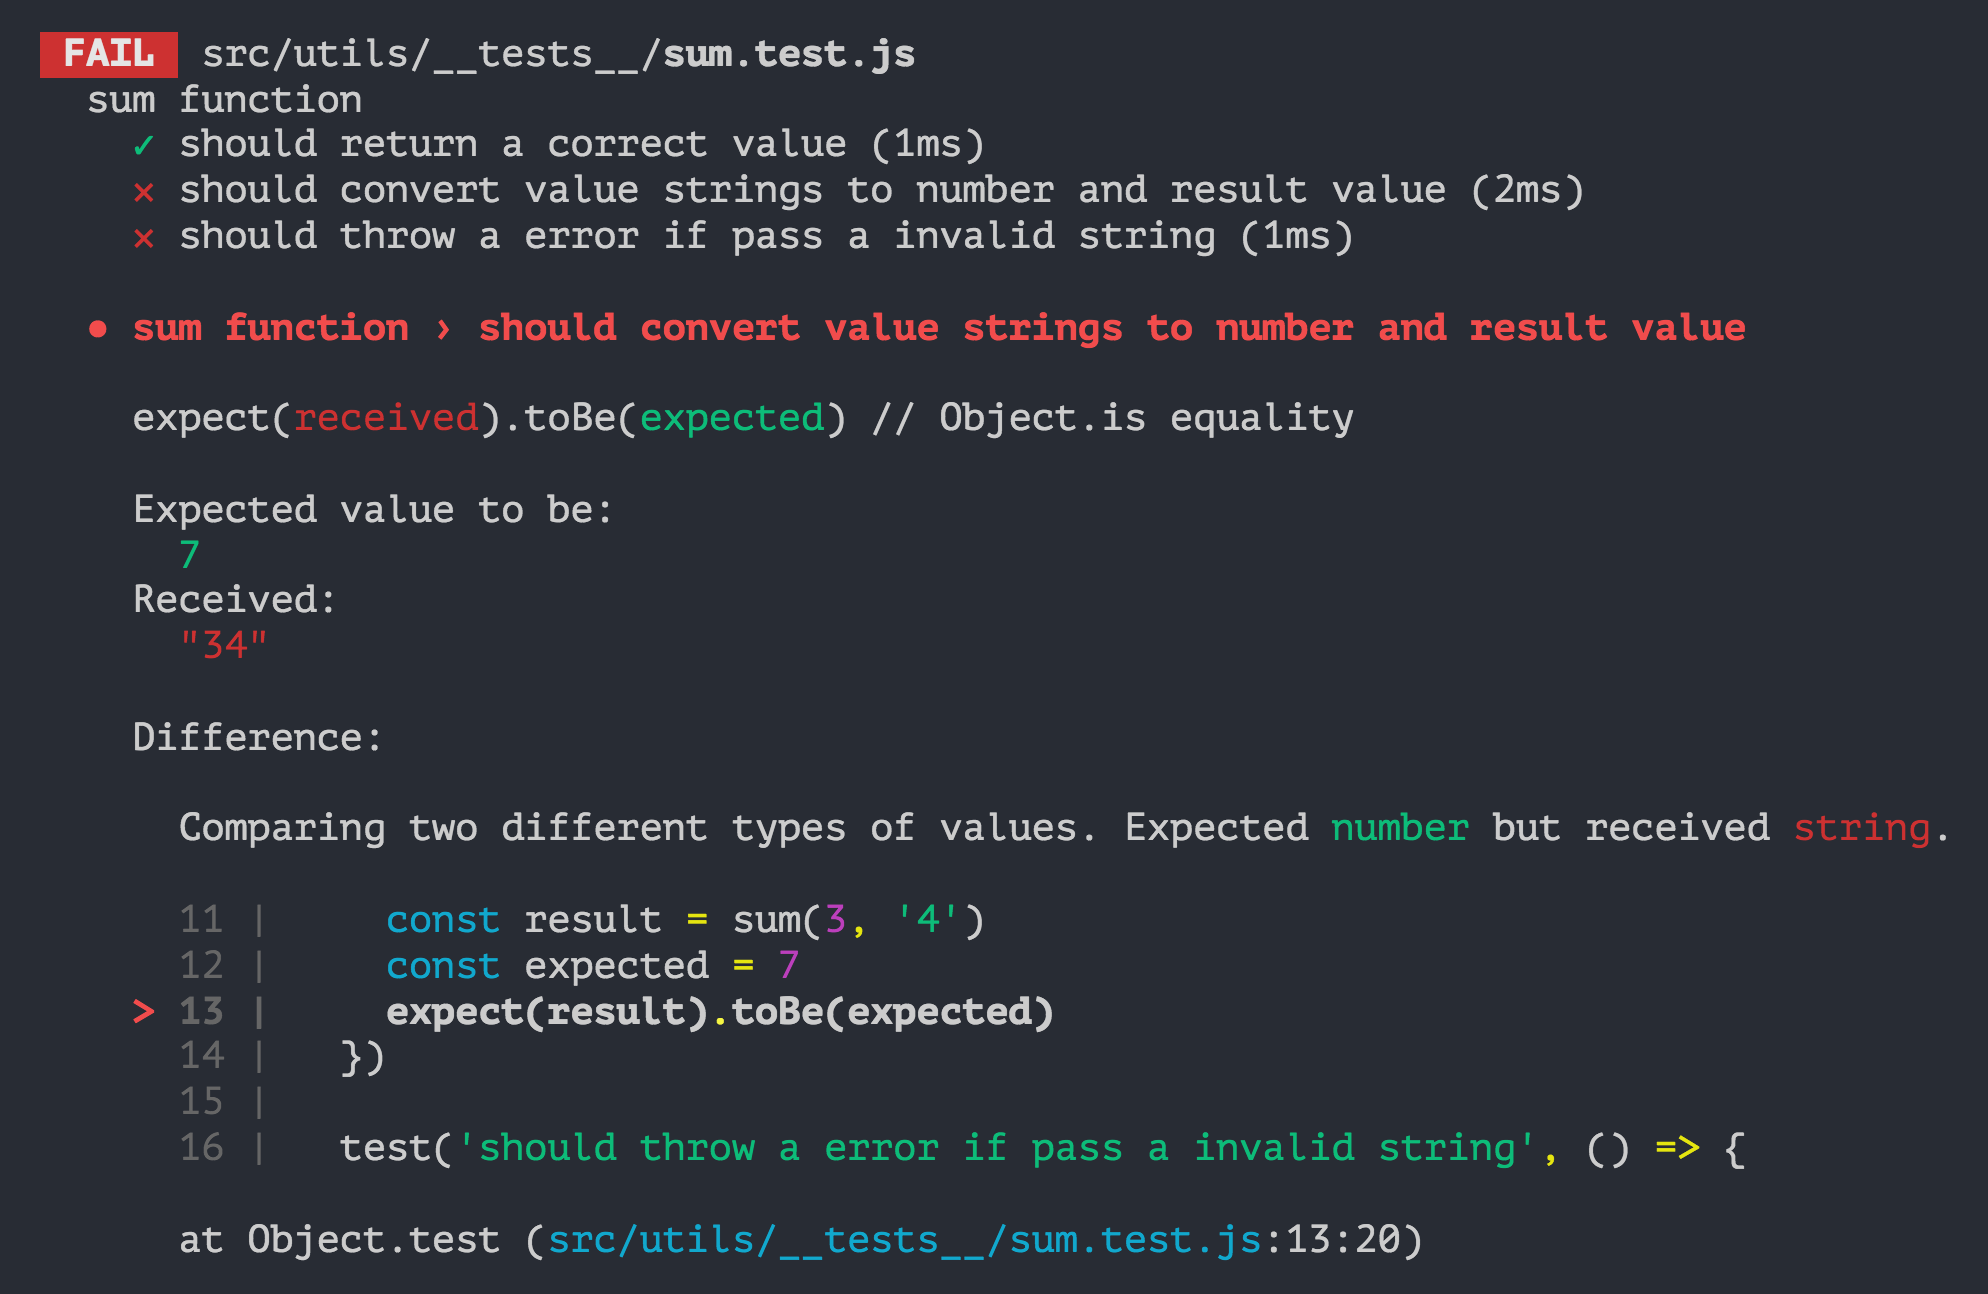 FAIL src/utils/__tests__/sum.test.js
sum function
✓ should return a correct value (1ms)
✕ should convert value strings to number and result value (2ms)
✕ should throw a error if pass a invalid string (1ms)
● sum function › should convert value strings to number and result value
expect(received).toBe(expected) // Object.is equality
Expected value to be:
7
Received:
"34"
Difference:
Comparing two different types of values. Expected number but received string.
11 |     const result = sum(3, '4')
12 |     const expected = 7
> 13 |     expect(result).toBe(expected)
14 |   })
15 |
16 |   test('should throw a error if pass a invalid string', () => {
at Object.test (src/utils/__tests__/sum.test.js:13:20)